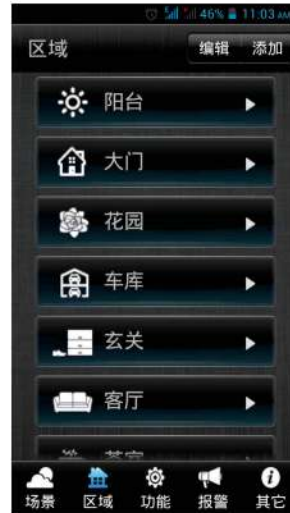 46% 11:03 AM
区域 编辑 添加
阳台
大门
花园
车库
玄关
客厅
场景 区域 功能 报警 其它